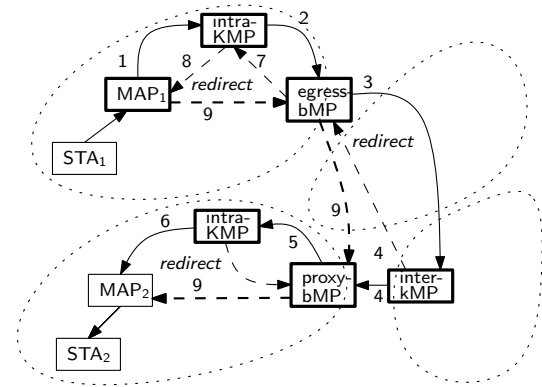 intra-
KMP
2
1
8
7
3
redirect
MAP1
egress-
bMP
9
redirect
STA1
6
intra-
KMP
9
5
4
redirect
MAP2
9
proxy-
bMP
4
inter-
kMP
STA2